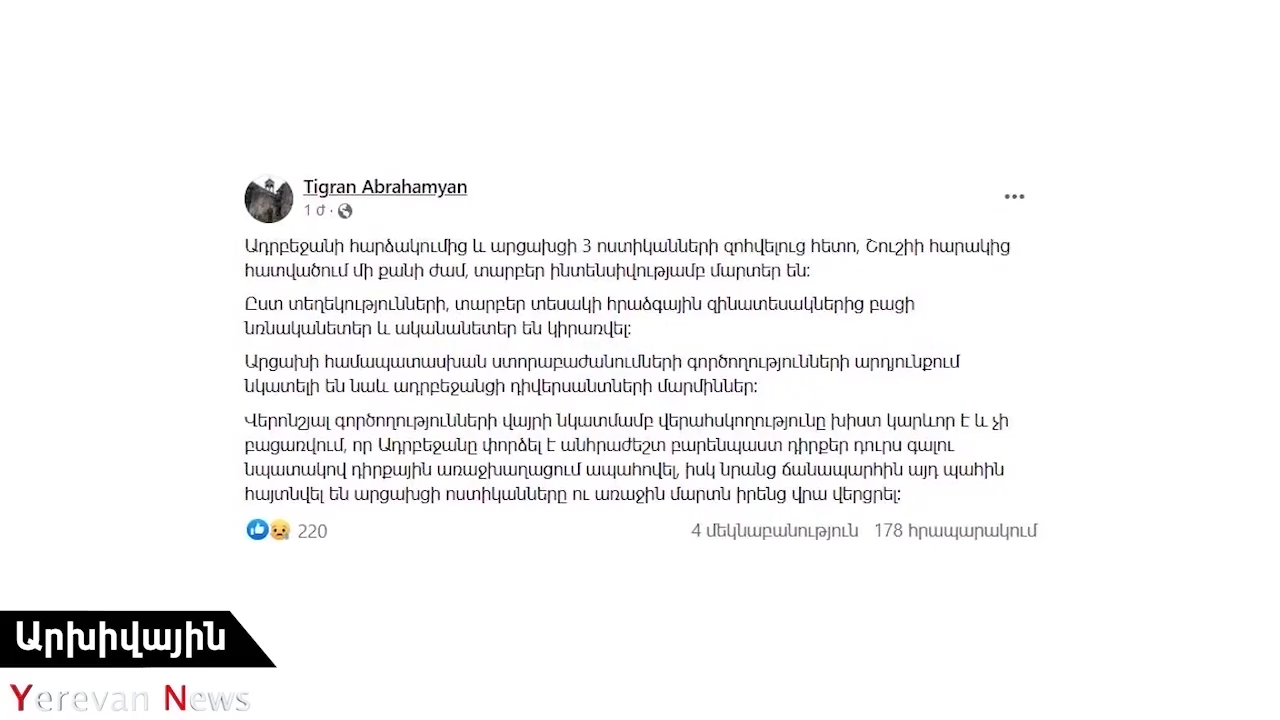 Tigran Abrahamyan
1 ժ ·
Ադրբեջանի հարձակումից և արցախցի 3 ոստիկանների զոհվելուց հետո, Շուշիի հարակից
հատվածում մի քանի ժամ, տարբեր ինտենսիվությամբ մարտեր են:
Ըստ տեղեկությունների, տարբեր տեսակի հրաձգային զինատեսակներից բացի
նռնականետեր և ականանետեր են կիրառվել:
Արցախի համապատասխան ստորաբաժանումների գործողությունների արդյունքում
նկատելի են նաև ադրբեջանցի դիվերսանտների մարմիններ:
Վերոնշյալ գործողությունների վայրի նկատմամբ վերահսկողությունը խիստ կարևոր է և չի
բացառվում, որ Ադրբեջանը փորձել է անհրաժեշտ բարենպաստ դիրքեր դուրս գալու
նպատակով դիրքային առաջխաղացում ապահովել, իսկ նրանց ճանապարհին այդ պահին
հայտնվել են արցախցի ոստիկանները ու առաջին մարտն իրենց վրա վերցրել:
220 4 մեկնաբանություն 178 հրապարակում
Արխիվային
Yerevan News